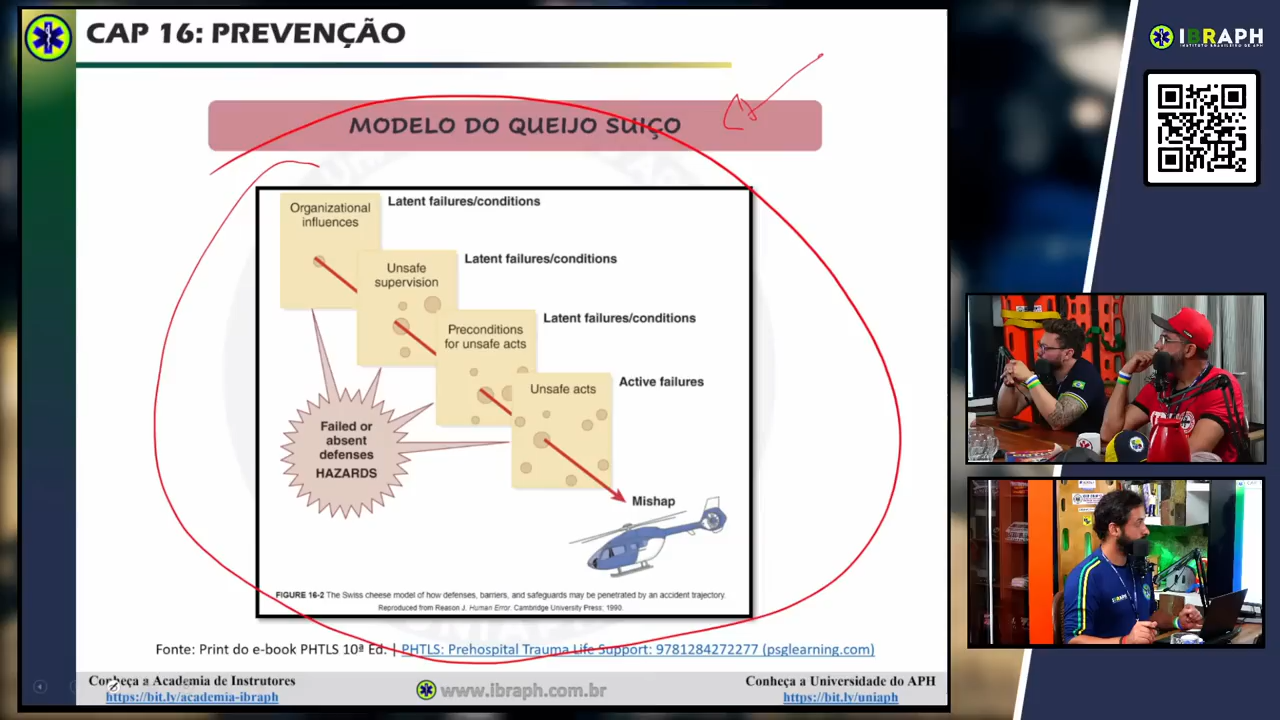 CAP 16: PREVENÇÃO
IBRAPH
INSTITUTO BRASILEIRO DE APH
MODELO DO QUEIJO SUIÇO
Organizational
influences
Latent failures/conditions
Unsafe
supervision
Latent failures/conditions
Preconditions
for unsafe acts
Latent failures/conditions
Unsafe acts
Active failures
Failed or
absent
defenses
HAZARDS
Mishap
FIGURE 16-2 The Swiss cheese model of how defenses, barriers, and safeguards may be penetrated by an accident trajectory.
Reproduced from Reason J. Human Error. Cambridge University Press; 1990.
Fonte: Print do e-book PHTLS 10ª Ed. | PHTLS: Prehospital Trauma Life Support: 9781284272277 (psglearning.com)
Conheça a Academia de Instrutores
https://bit.ly/academia-ibraph
www.ibraph.com.br
Conheça a Universidade do APH
https://bit.ly/uniaph